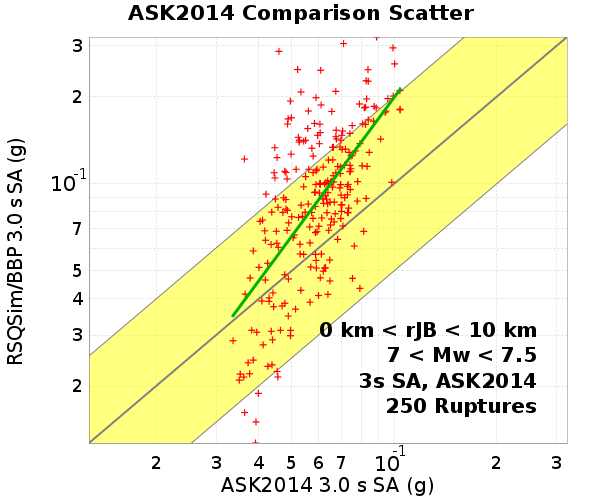 ASK2014 Comparison Scatter
3
2
10-1
7
5
4
3
2
RSQSim/BBP 3.0 s SA (g)
0 km < rJB < 10 km
7 < Mw < 7.5
3s SA, ASK2014
250 Ruptures
2 3 4 5 6 7 10-1 2 3
ASK2014 3.0 s SA (g)